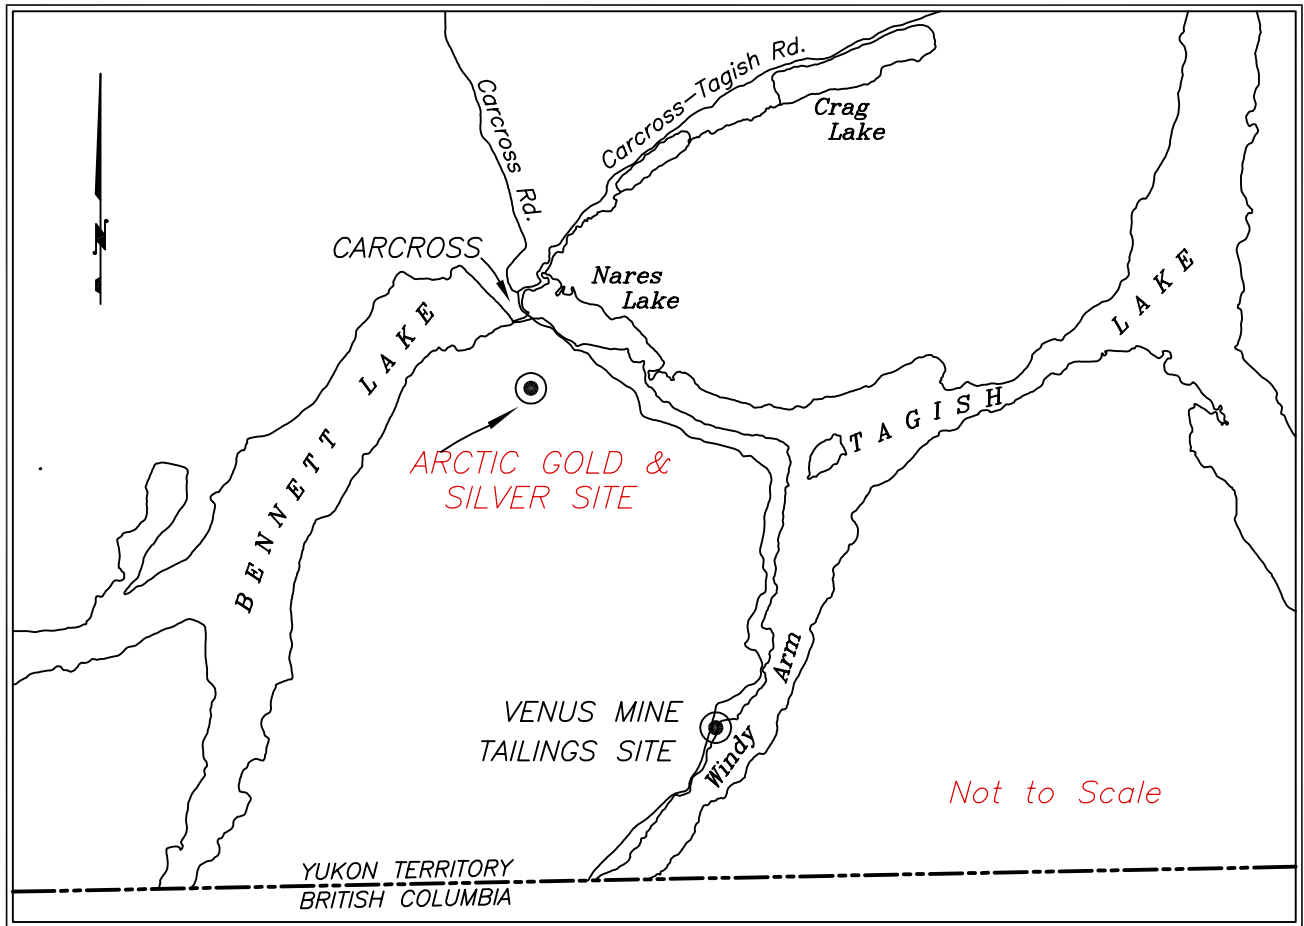 Carcross-Tagish Rd.
Carcross Rd.
Crag
Lake
CARCROSS
Nares
Lake
BENNETT LAKE
TAGISH LAKE
ARCTIC GOLD &
SILVER SITE
Windy Arm
VENUS MINE
TAILINGS SITE
Not to Scale
YUKON TERRITORY
BRITISH COLUMBIA
N